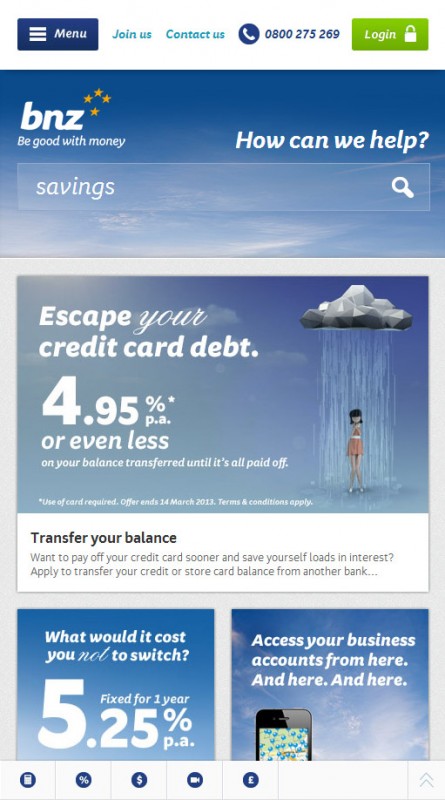 Menu Join us Contact us 0800 275 269 Login
bnz
Be good with money
How can we help?
savings
Escape your
credit card debt.
4.95%* p.a.
or even less
on your balance transferred until it's all paid off.
*Use of card required. Offer ends 14 March 2013. Terms & conditions apply.
Transfer your balance
Want to pay off your credit card sooner and save yourself loads in interest?
Apply to transfer your credit or store card balance from another bank...
What would it cost
you not to switch?
Fixed for 1 year
5.25% p.a.
Access your business
accounts from here.
And here. And here.
% $ £